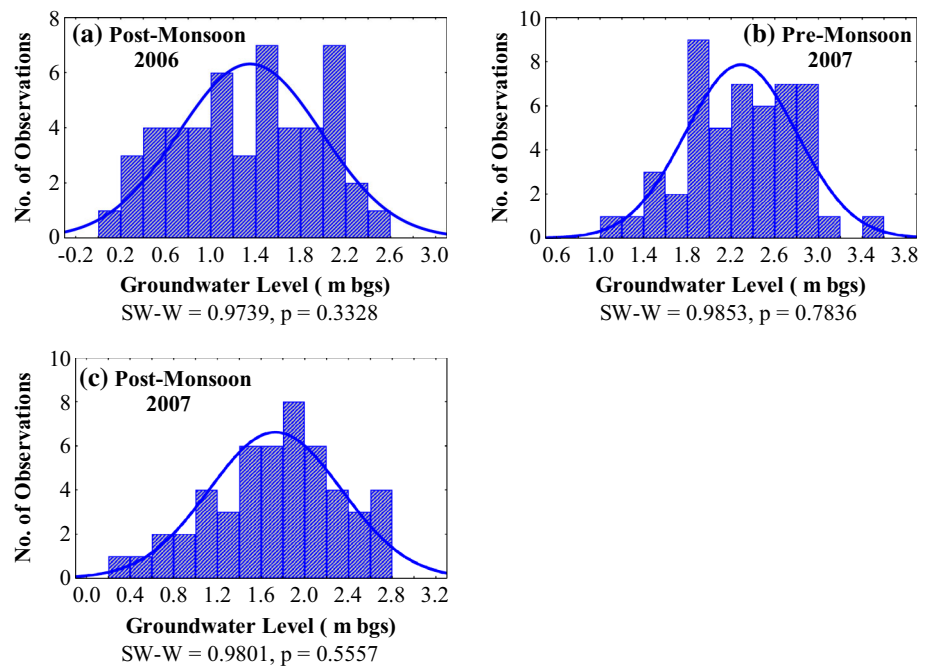 (a) Post-Monsoon
2006
No. of Observations
8
6
4
2
0
-0.2 0.2 0.6 1.0 1.4 1.8 2.2 2.6 3.0
Groundwater Level ( m bgs)
SW-W = 0.9739, p = 0.3328
(b) Pre-Monsoon
2007
No. of Observations
10
8
6
4
2
0
0.6 1.0 1.4 1.8 2.2 2.6 3.0 3.4 3.8
Groundwater Level ( m bgs)
SW-W = 0.9853, p = 0.7836
(c) Post-Monsoon
2007
No. of Observations
10
8
6
4
2
0
0.0 0.4 0.8 1.2 1.6 2.0 2.4 2.8 3.2
Groundwater Level ( m bgs)
SW-W = 0.9801, p = 0.5557